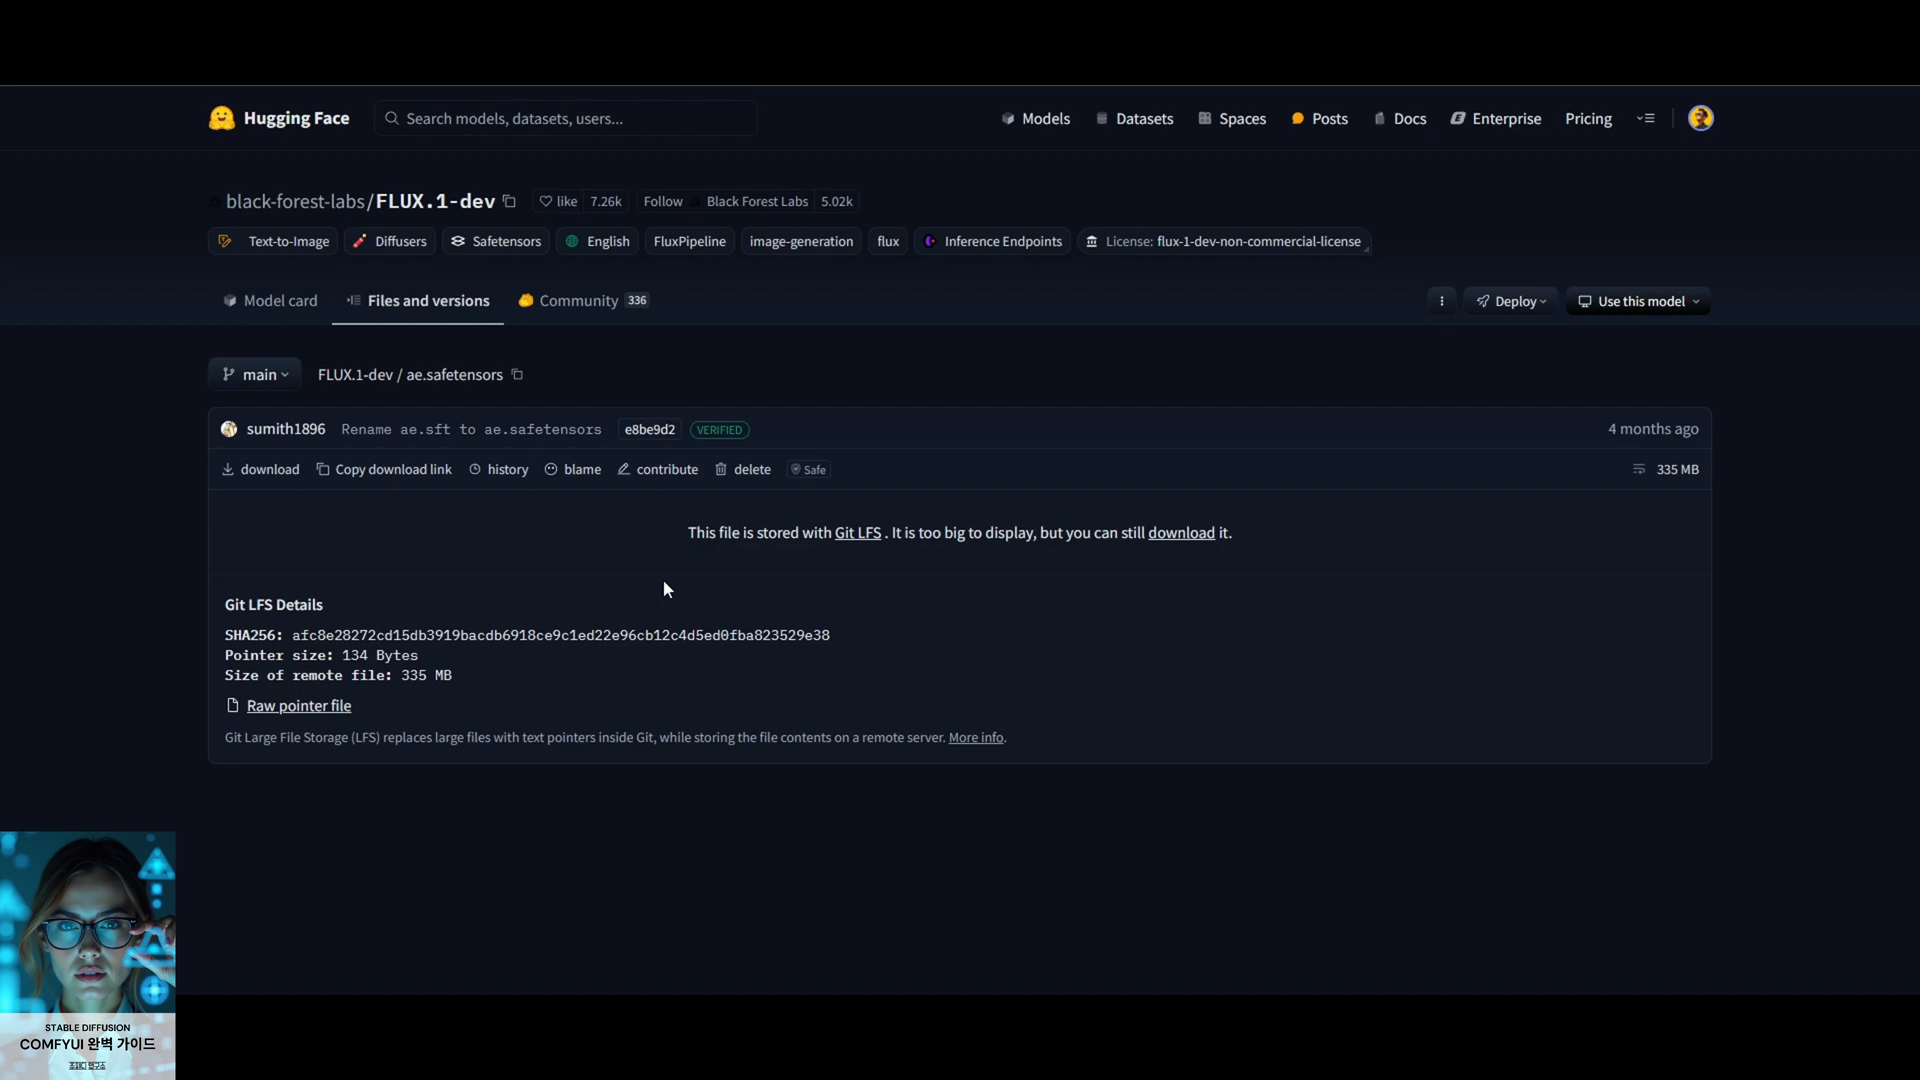 Hugging Face
Search models, datasets, users...
Models
Datasets
Spaces
Posts
Docs
Enterprise
Pricing
black-forest-labs/FLUX.1-dev
like 7.26k
Follow Black Forest Labs 5.02k
Text-to-Image
Diffusers
Safetensors
English
FluxPipeline
image-generation
flux
Inference Endpoints
License: flux-1-dev-non-commercial-license
Model card
Files and versions
Community 336
Deploy
Use this model
main
FLUX.1-dev / ae.safetensors
sumith1896 Rename ae.sft to ae.safetensors e8be9d2 VERIFIED 4 months ago
download Copy download link history blame contribute delete Safe 335 MB
This file is stored with Git LFS . It is too big to display, but you can still download it.
Git LFS Details
SHA256: afc8e28272cd15db3919bacdb6918ce9c1ed22e96cb12c4d5ed0fba823529e38
Pointer size: 134 Bytes
Size of remote file: 335 MB
Raw pointer file
Git Large File Storage (LFS) replaces large files with text pointers inside Git, while storing the file contents on a remote server. More info.
STABLE DIFFUSION
COMFYUI 완벽 가이드